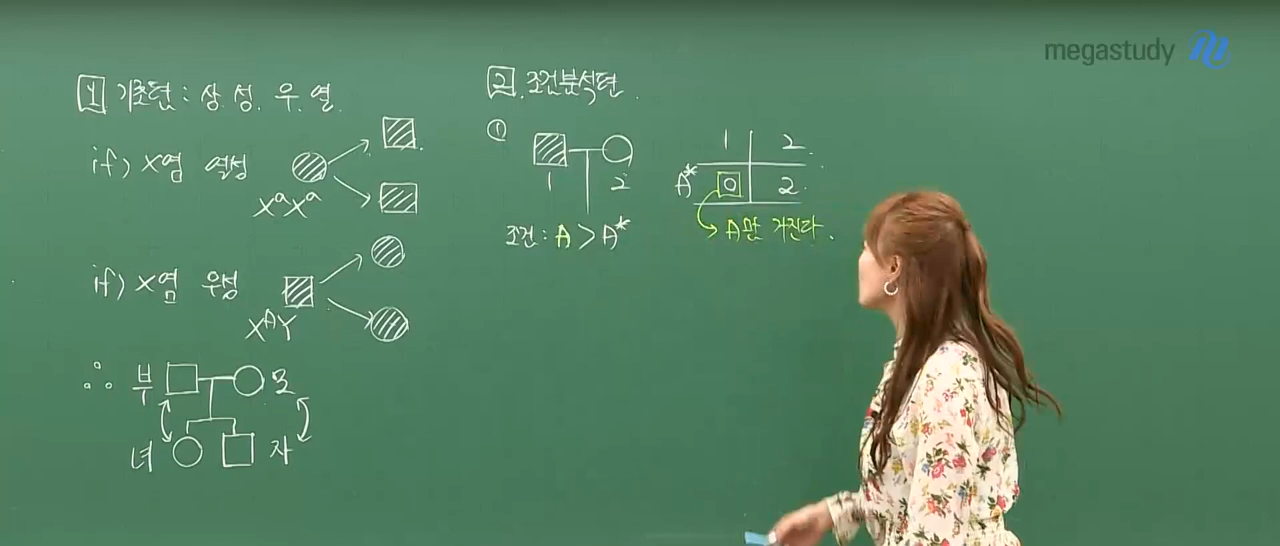 megastudy
1 기초편 : 상. 성. 우. 열.
if) X염 열성
XᵃXᵃ
if) X염 우성
XᴬY
∴ 부 모
녀 자
2. 조건분석편.
①
1 2
조건 : A > A*
1 2
A* 0 2
→ A만 가진다.